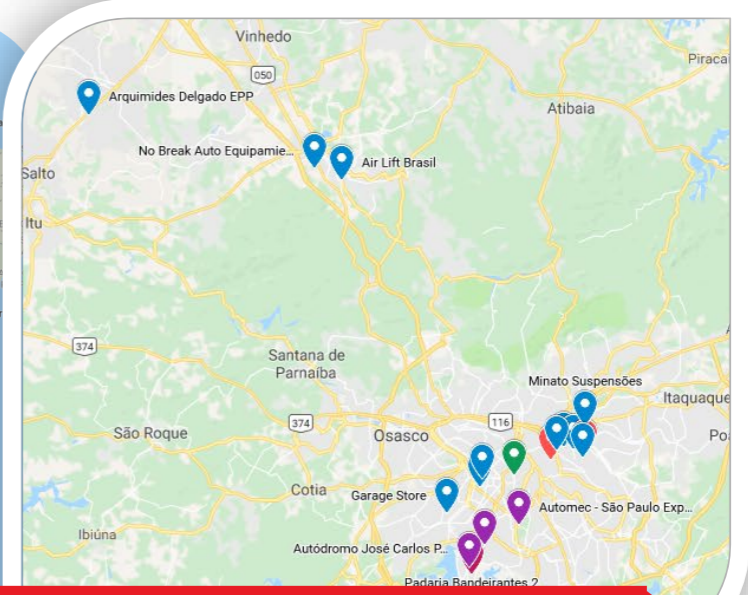 Vinhedo
050
Piracai
Arquimides Delgado EPP
Atibaia
No Break Auto Equipamie...
Air Lift Brasil
Salto
Itu
374
Santana de
Parnaíba
Minato Suspensões
Itaquaque
116
374
São Roque
Osasco
Po
Cotia
Garage Store
Automec - São Paulo Exp...
Ibiúna
Autódromo José Carlos P...
Padaria Bandeirantes 2